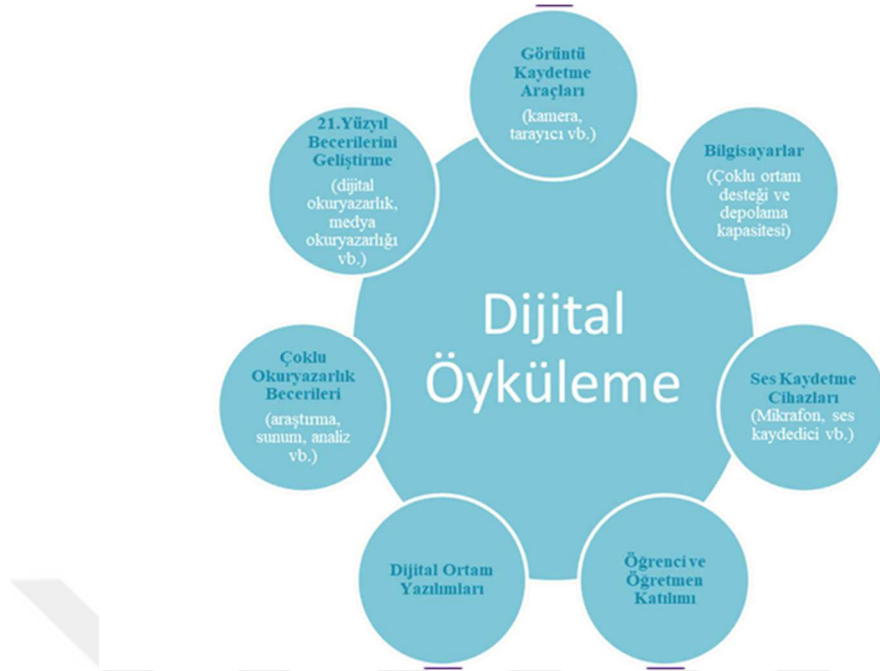 Görüntü
Kaydetme
Araçları
(kamera,
tarayıcı vb.)
Bilgisayarlar
(Çoklu ortam
desteği ve
depolama
kapasitesi)
Ses Kaydetme
Cihazları
(Mikrafon, ses
kaydedici vb.)
Öğrenci ve
Öğretmen
Katılımı
Dijital Ortam
Yazılımları
Çoklu
Okuryazarlık
Becerileri
(araştırma,
sunum, analiz
vb.)
21.Yüzyıl
Becerilerini
Geliştirme
(dijital
okuryazarlık,
medya
okuryazarlığı
vb.)
Dijital
Öyküleme